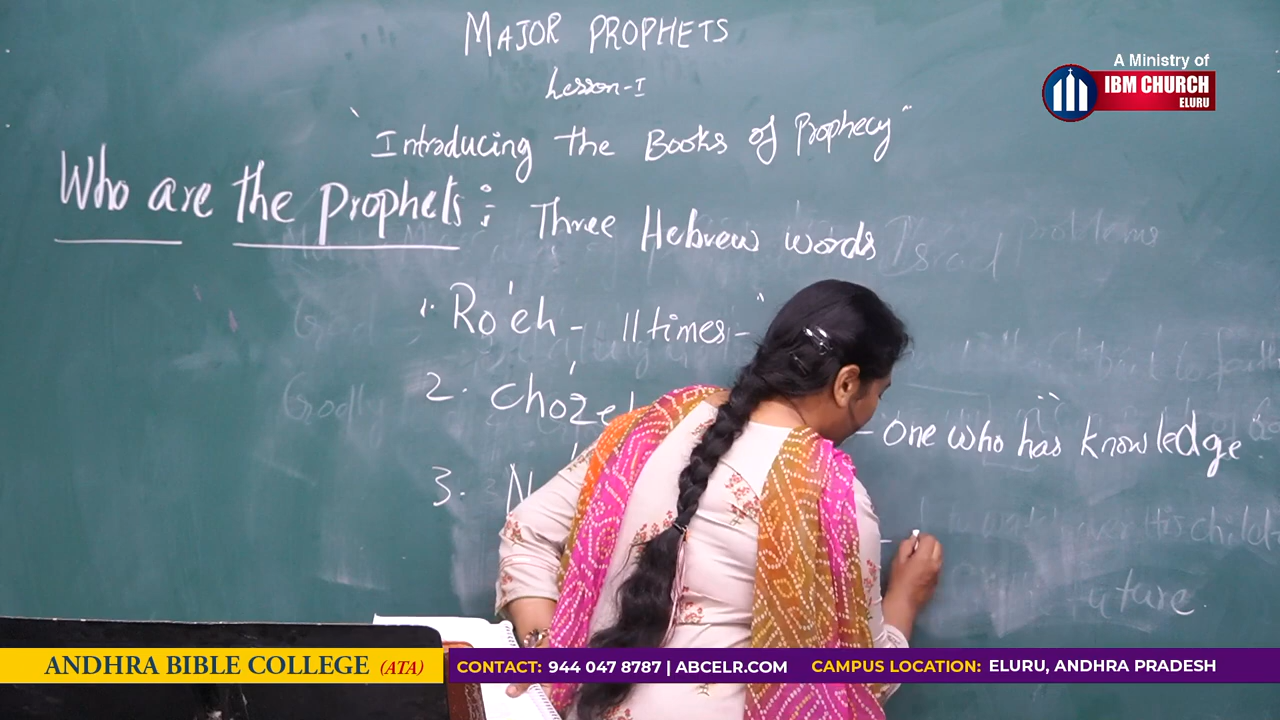 MAJOR PROPHETS
Lesson-I
"Introducing the Books of Prophecy"
Who are the prophets: Three Hebrew words
1. Ro'eh - 11 times -
2. Choze
- one who has knowledge
3. N
uture
A Ministry of
IBM CHURCH
ELURU
ANDHRA BIBLE COLLEGE (ATA)
CONTACT: 944 047 8787 | ABCELR.COM
CAMPUS LOCATION: ELURU, ANDHRA PRADESH